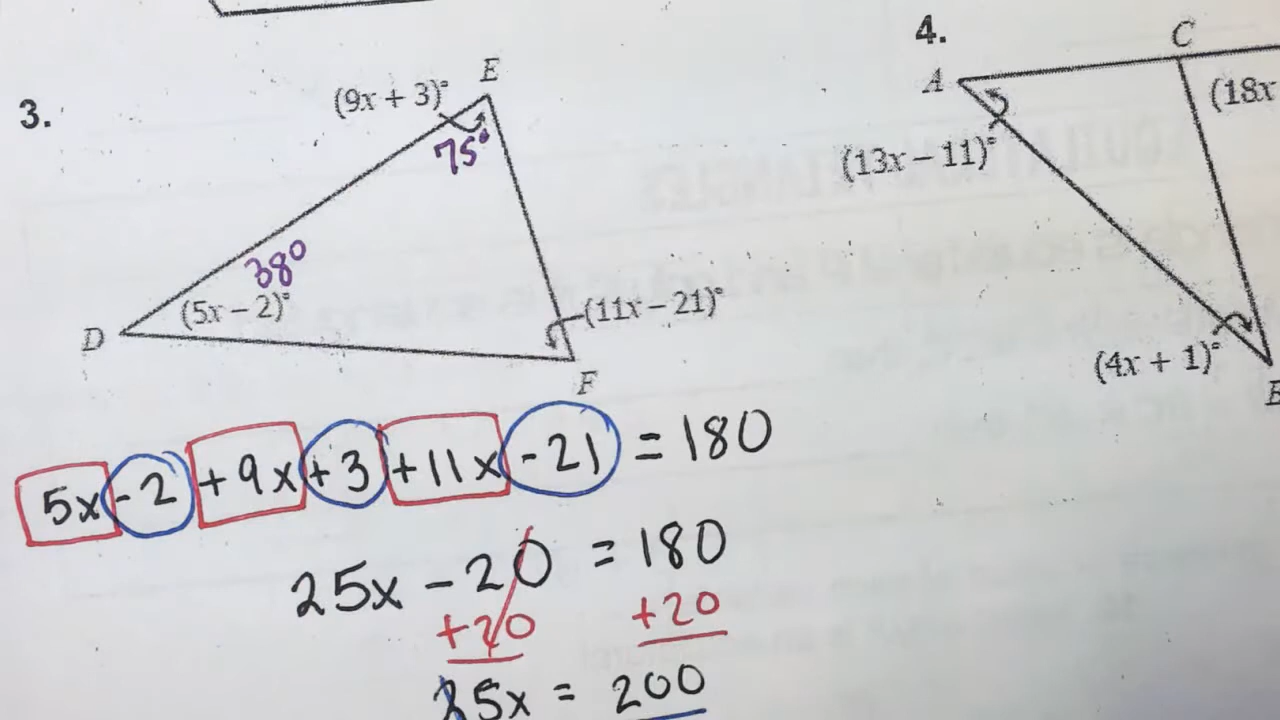 3.
E
(9x + 3)°
75°
38°
(5x − 2)°
D
(11x − 21)°
F
5x - 2 + 9x + 3 + 11x - 21 = 180
25x - 20 = 180
+20 +20
25x = 200
4.
C
A
(18x
(13x − 11)°
(4x + 1)°